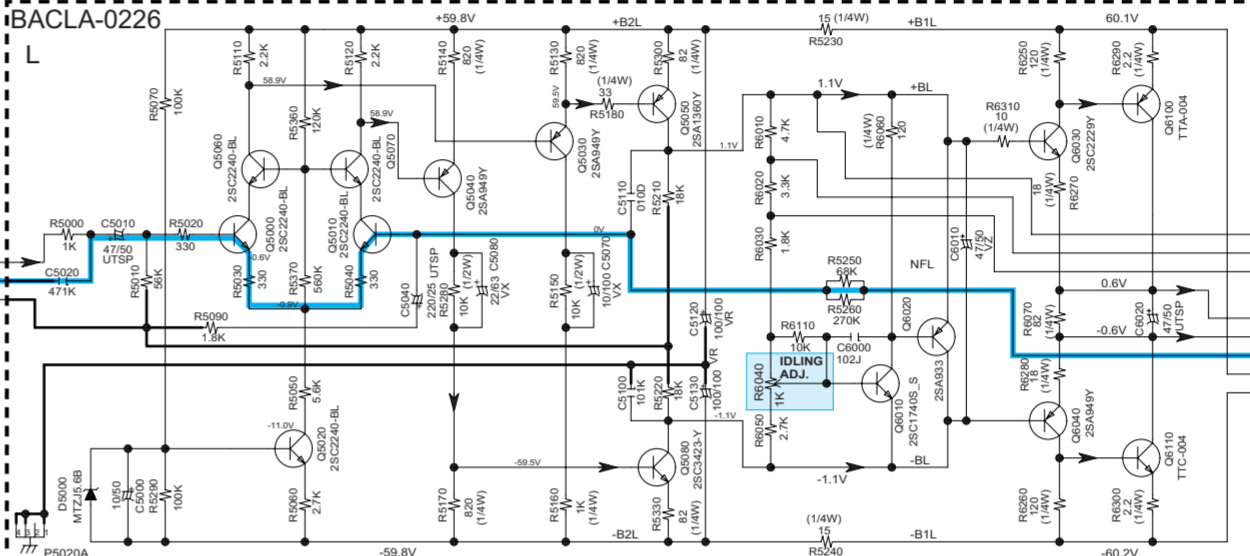 BACLA-0226
L
+59.8V
+B2L
15 (1/4W)
R5230
+B1L
60.1V
R5110
2.2K
R5120
2.2K
R5140
820
(1/4W)
R5130
820
(1/4W)
R5300
82
(1/4W)
R6250
120
(1/4W)
R6290
2.2
(1/4W)
58.9V
R5070
100K
R5360
120K
58.9V
59.5V
(1/4W)
33
R5180
Q5050
2SA1360Y
1.1V
+BL
R6010
4.7K
(1/4W)
R6060
120
R6310
10
(1/4W)
Q6030
2SC2229Y
Q6100
TTA-004
Q5060
2SC2240-BL
Q5070
2SC2240-BL
Q5040
2SA949Y
Q5030
2SA949Y
1.1V
C5110
010D
R5210
18K
R6020
3.3K
18
(1/4W)
R6270
R5000
1K
C5010
47/50
UTSP
R5020
330
Q5000
2SC2240-BL
Q5010
2SC2240-BL
0V
R6030
1.8K
C6010
47/50
VZ
C5020
471K
R5010
56K
-0.6V
R5030
330
R5370
560K
R5040
330
-0.9V
C5040
220/25 UTSP
R5280
10K
(1/2W)
C5080
22/63
VX
R5150
10K
(1/2W)
C5070
10/100
VX
R5250
68K
R5260
270K
NFL
0.6V
R5090
1.8K
C5120
100/100
VR
R6110
10K
C6000
102J
Q6020
2SA933
R6070
82
(1/4W)
-0.6V
C6020
47/50
UTSP
IDLING
ADJ.
R6040
1K
R5050
5.6K
C5100
101K
R5220
18K
C5130
100/100
VR
R6280
18
(1/4W)
-11.0V
Q5020
2SC2240-BL
-1.1V
R6050
2.7K
Q6010
2SC1740S_S
Q6040
2SA949Y
-59.5V
Q5080
2SC3423-Y
-BL
-1.1V
Q6110
TTC-004
D5000
MTZJ5.6B
10/50
C5000
R5290
100K
R5060
2.7K
R5170
820
(1/4W)
R5160
1K
(1/4W)
R5330
82
(1/4W)
R6260
120
(1/4W)
R6300
2.2
(1/4W)
4 3 2 1
P5020A
-59.8V
-B2L
(1/4W)
15
R5240
-B1L
-60.2V